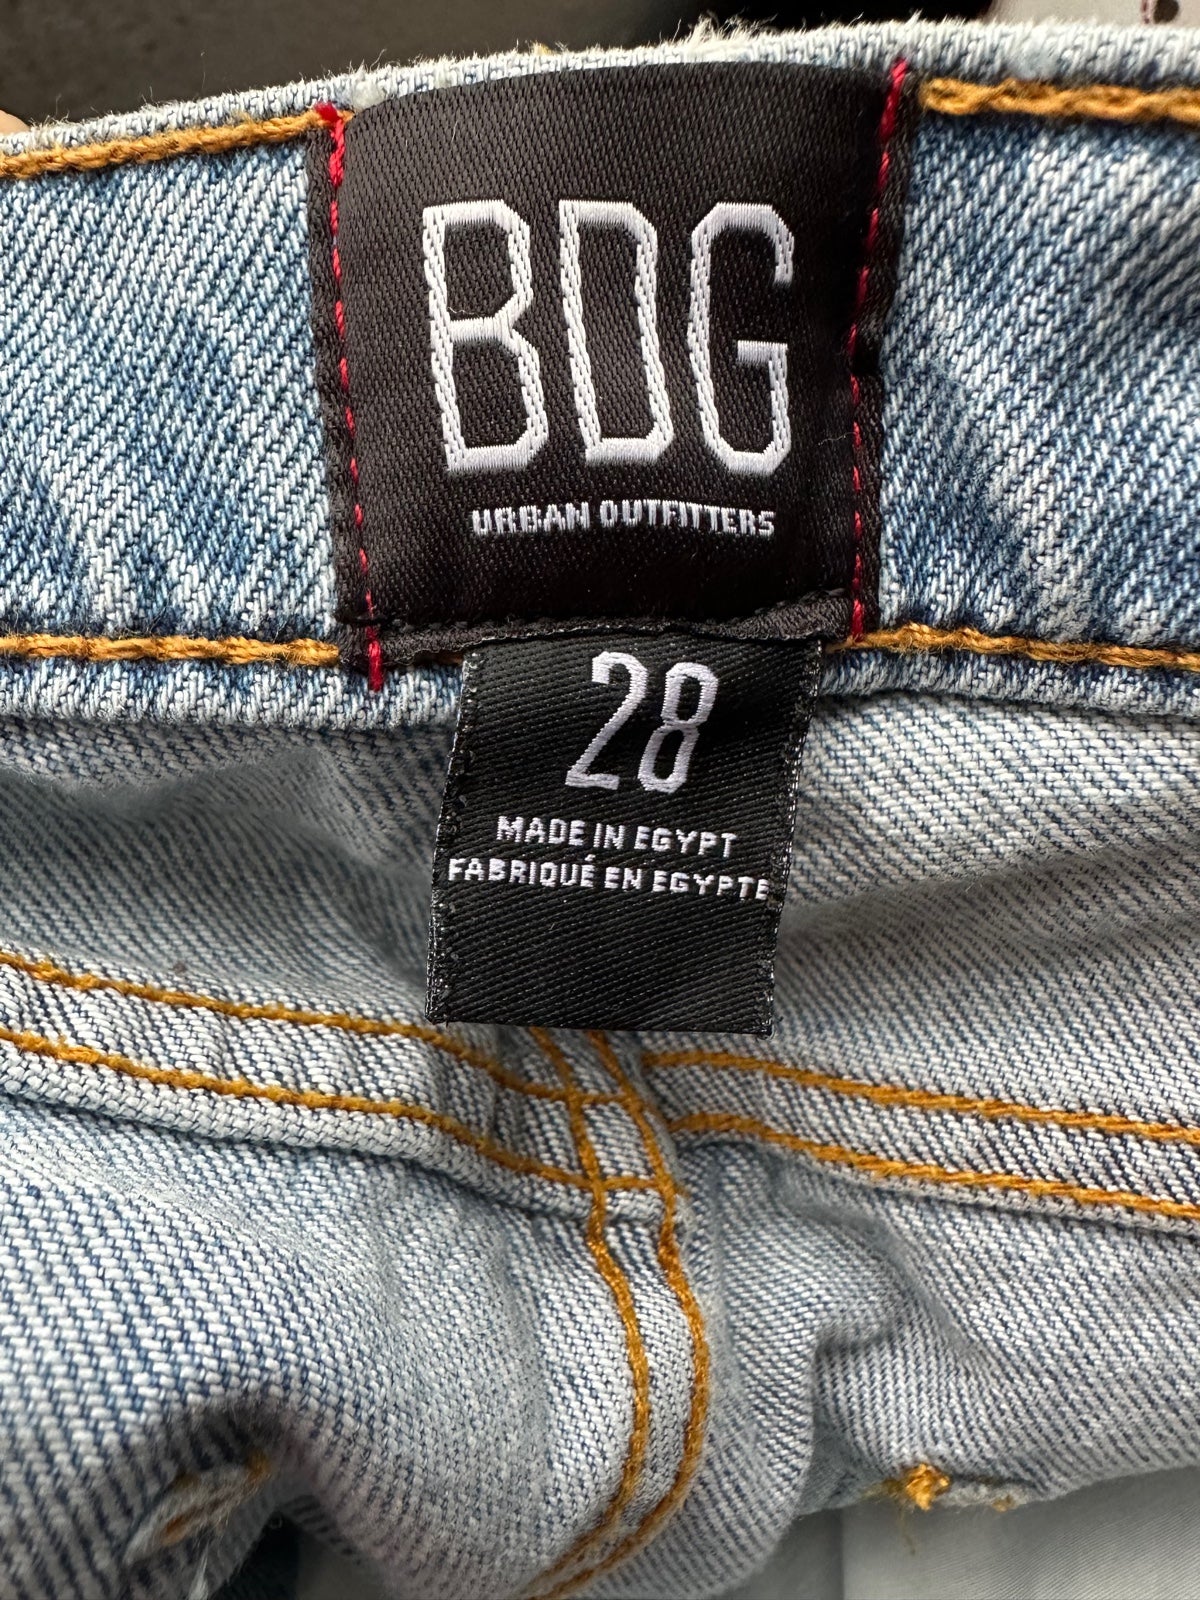 BDG
URBAN OUTFITTERS
28
MADE IN EGYPT
FABRIQUÉ EN EGYPTE